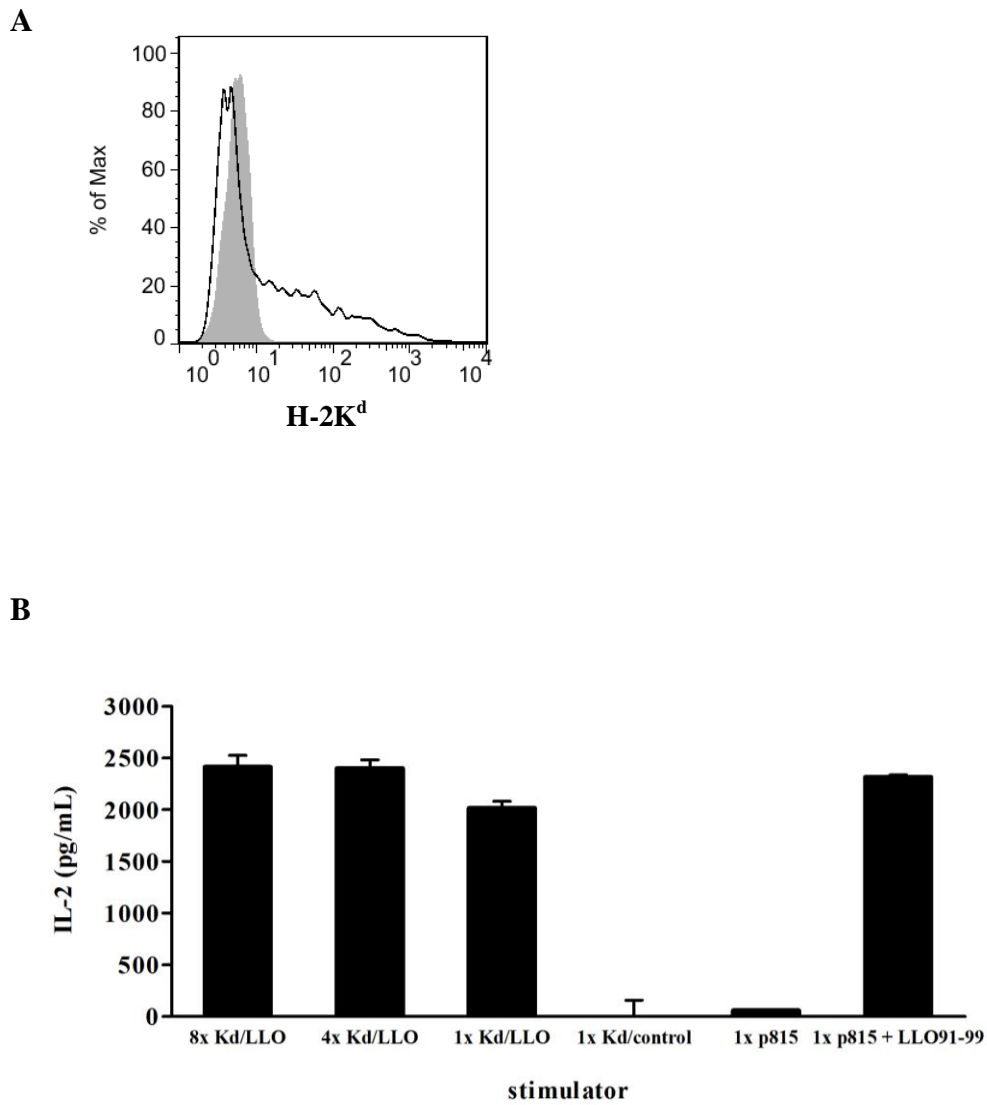 A
100
80
60
40
20
0
% of Max
10^0 10^1 10^2 10^3 10^4
H-2K^d
B
3000
2500
2000
1500
1000
500
0
IL-2 (pg/mL)
8x Kd/LLO 4x Kd/LLO 1x Kd/LLO 1x Kd/control 1x p815 1x p815 + LLO91-99
stimulator